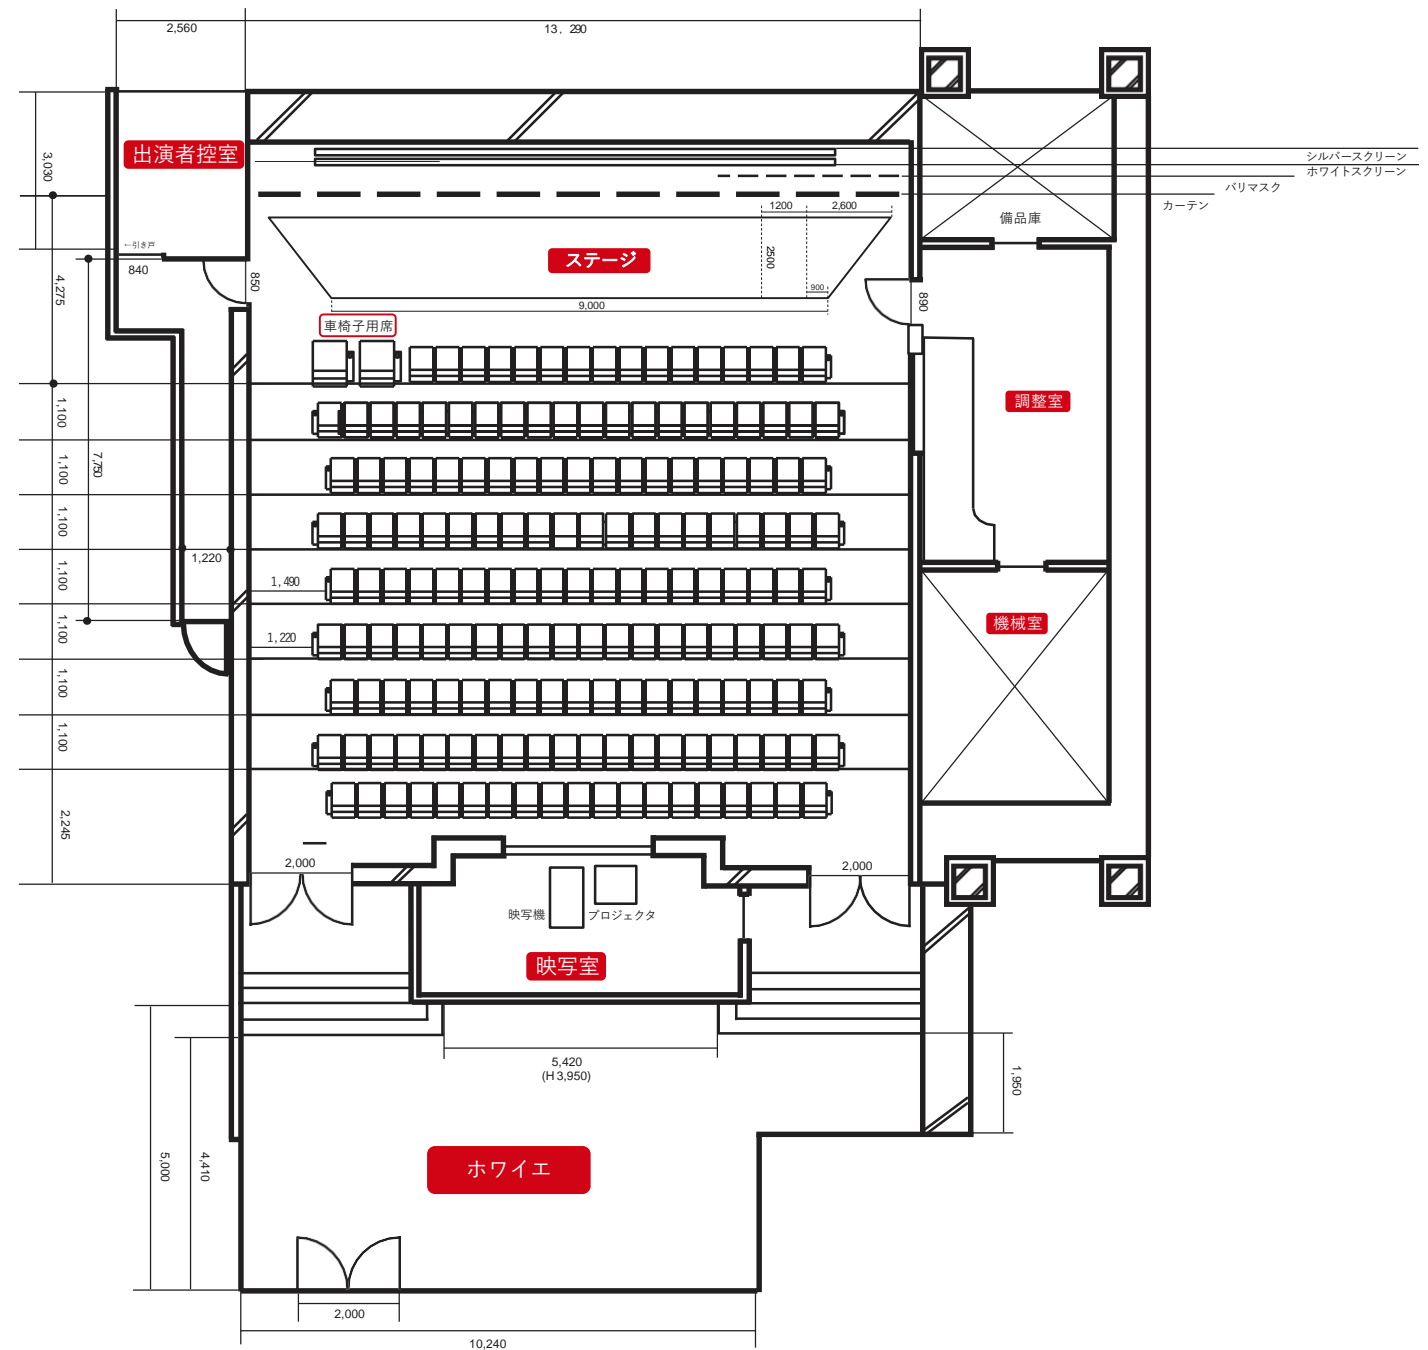 2,560
13, 290
出演者控室
3,030
シルバースクリーン
ホワイトスクリーン
バリマスク
カーテン
備品庫
1200
2,600
←引き戸
840
850
ステージ
2500
900
9,000
890
4,275
車椅子用席
調整室
1,100
1,100
7,750
1,100
1,220
1,100
1,490
1,100
1,220
機械室
1,100
1,100
2,245
2,000
2,000
映写機
プロジェクタ
映写室
5,420
(H 3,950)
1,950
5,000
4,410
ホワイエ
2,000
10,240